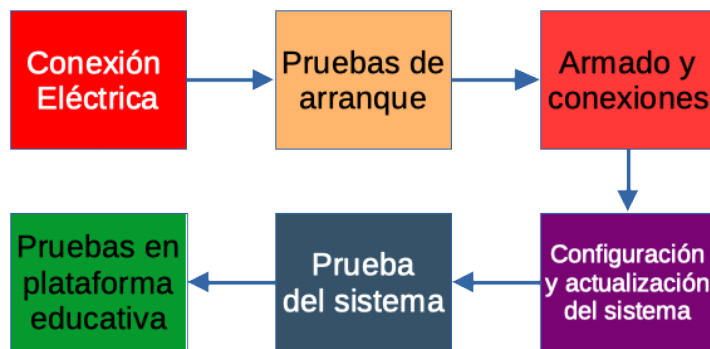 Conexión
Eléctrica
Pruebas de
arranque
Armado y
conexiones
Configuración
y actualización
del sistema
Prueba
del sistema
Pruebas en
plataforma
educativa